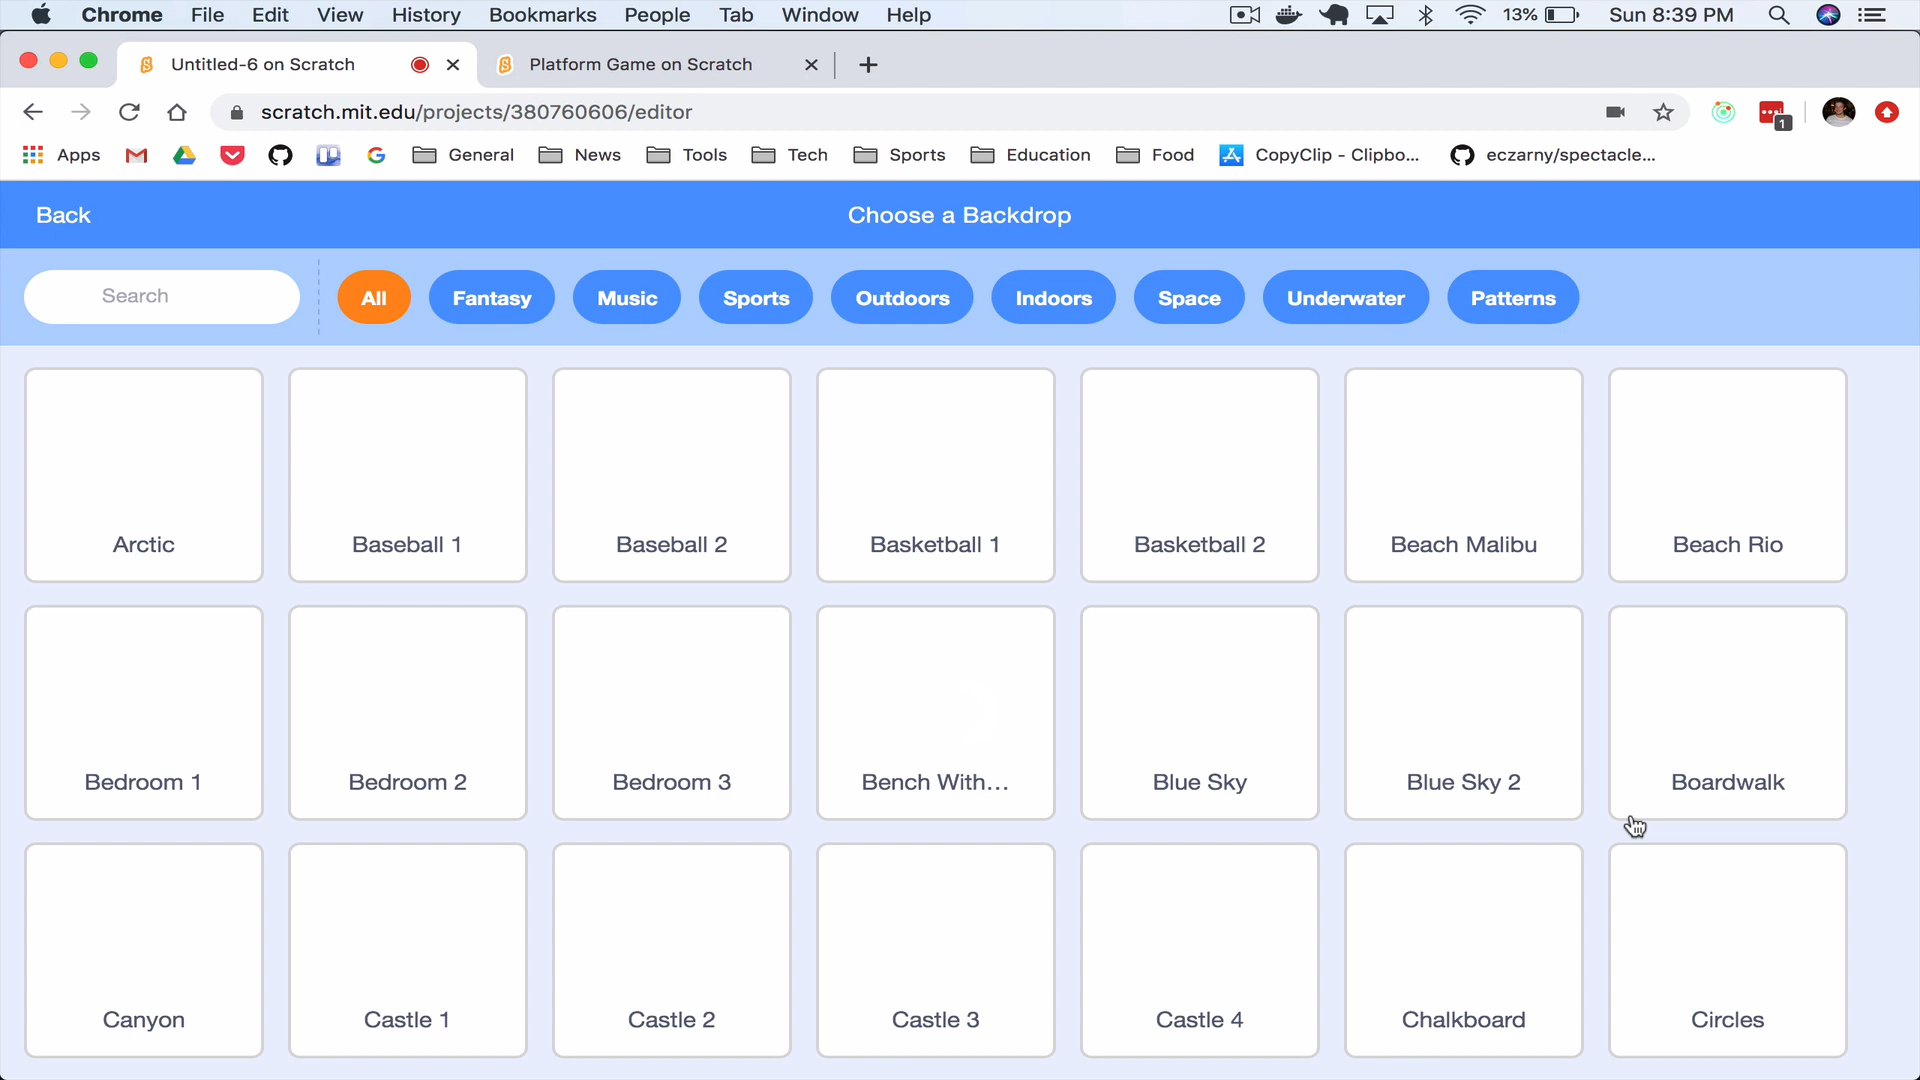 Chrome File Edit View History Bookmarks People Tab Window Help 13% Sun 8:39 PM
Untitled-6 on Scratch Platform Game on Scratch
scratch.mit.edu/projects/380760606/editor 1
Apps General News Tools Tech Sports Education Food CopyClip - Clipbo... eczarny/spectacle...
Back Choose a Backdrop
Search All Fantasy Music Sports Outdoors Indoors Space Underwater Patterns
Arctic Baseball 1 Baseball 2 Basketball 1 Basketball 2 Beach Malibu Beach Rio
Bedroom 1 Bedroom 2 Bedroom 3 Bench With... Blue Sky Blue Sky 2 Boardwalk
Canyon Castle 1 Castle 2 Castle 3 Castle 4 Chalkboard Circles